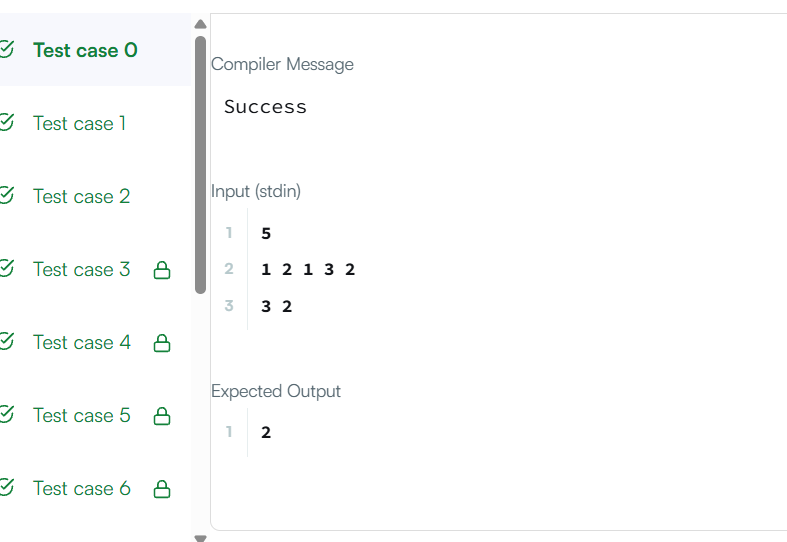 Test case 0
Test case 1
Test case 2
Test case 3
Test case 4
Test case 5
Test case 6
Compiler Message
Success
Input (stdin)
1 5
2 1 2 1 3 2
3 3 2
Expected Output
1 2